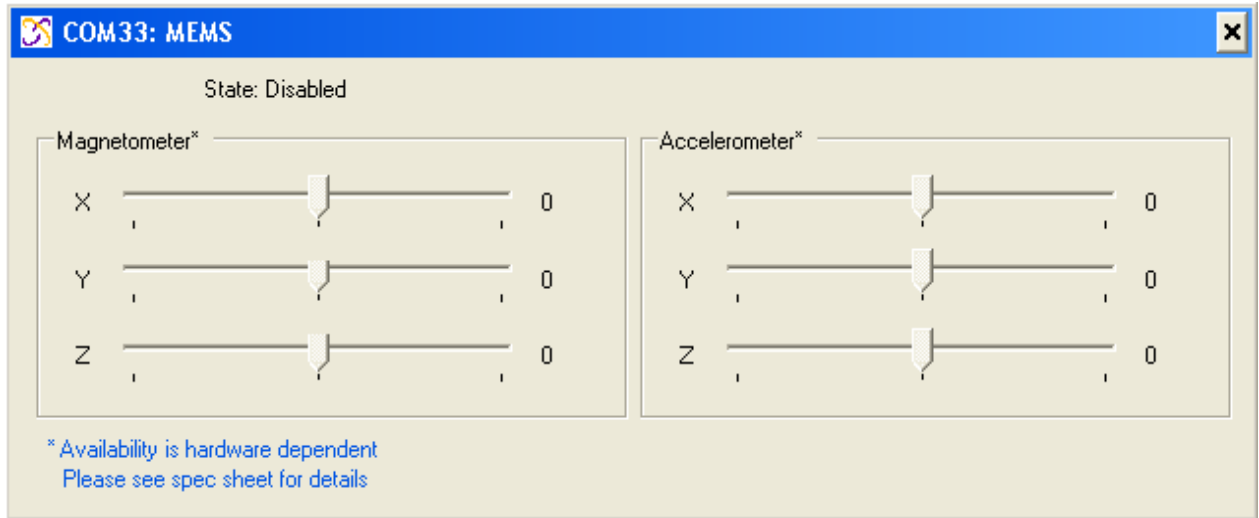 COM33: MEMS
State: Disabled
Magnetometer*
X 0
Y 0
Z 0
Accelerometer*
X 0
Y 0
Z 0
* Availability is hardware dependent
Please see spec sheet for details